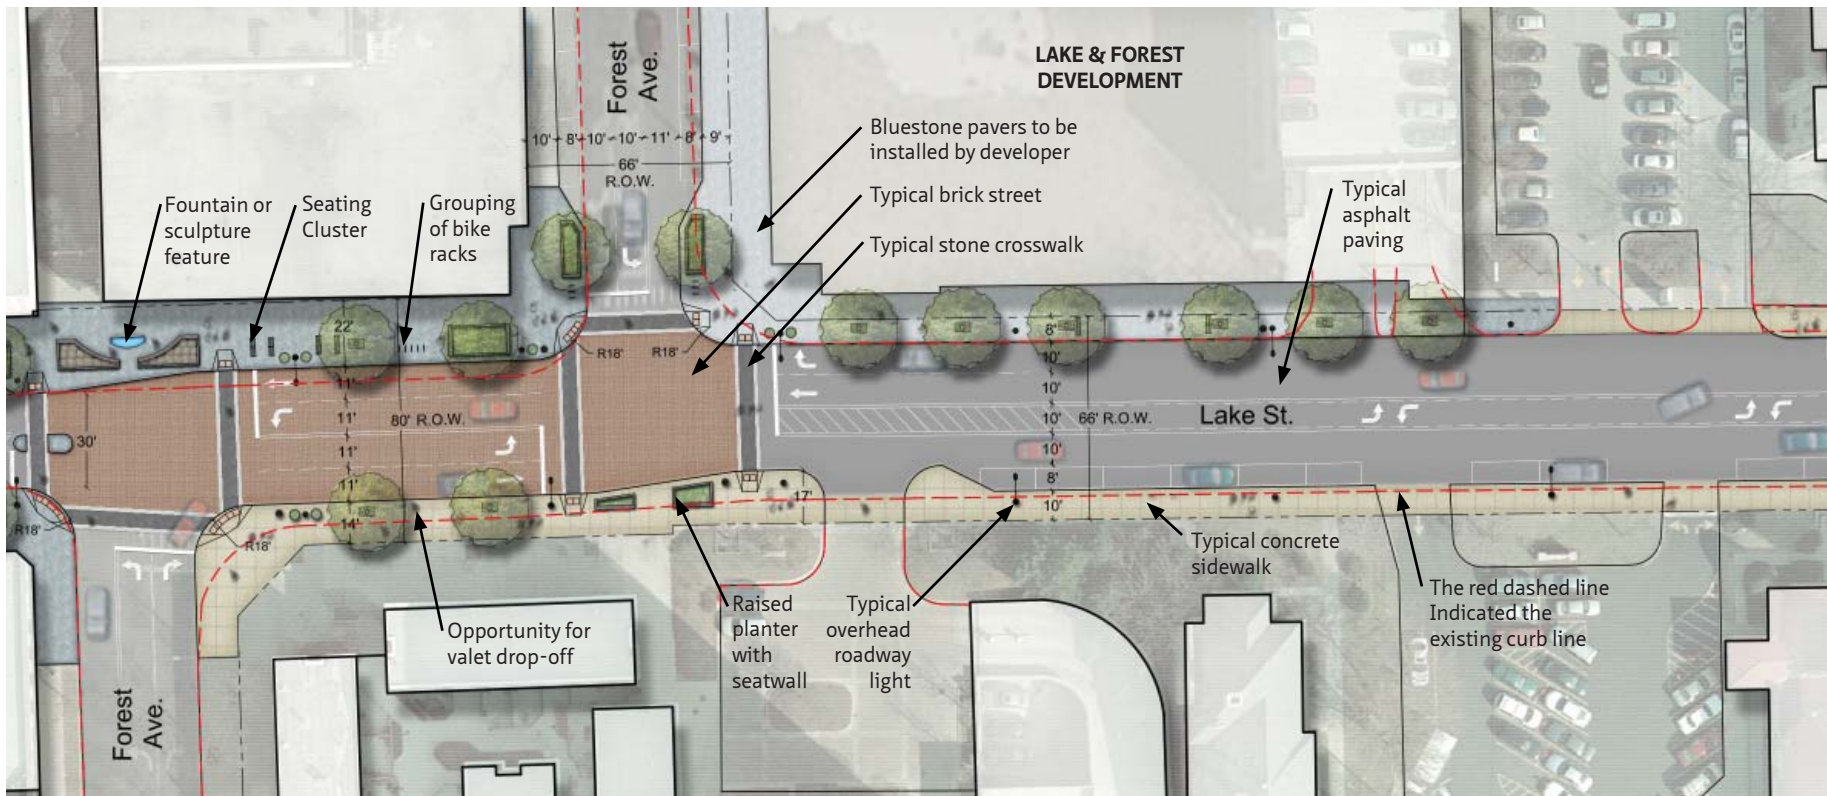 Forest
Ave.
LAKE & FOREST
DEVELOPMENT
10' 8' 10' 10' 11' 8' 9'
66'
R.O.W.
Bluestone pavers to be
installed by developer
Typical brick street
Typical stone crosswalk
Typical
asphalt
paving
Fountain or
sculpture
feature
Seating
Cluster
Grouping
of bike
racks
22'
R18'
R18'
8'
10'
11'
10'
11'
80' R.O.W.
10'
66' R.O.W.
Lake St.
30'
11'
10'
11'
8'
14'
17'
10'
R18'
R18'
Typical concrete
sidewalk
The red dashed line
Indicated the
existing curb line
Opportunity for
valet drop-off
Raised
planter
with
seatwall
Typical
overhead
roadway
light
Forest
Ave.